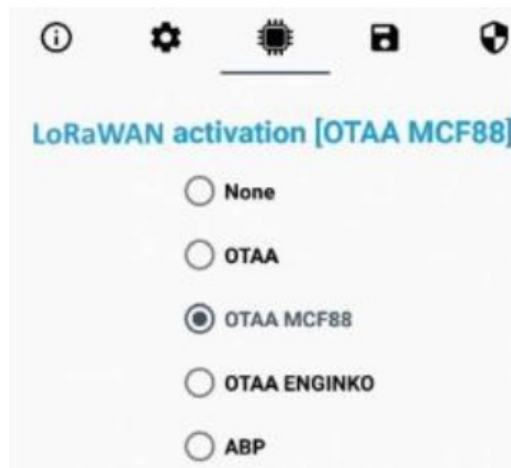 LoRaWAN activation [OTAA MCF88]
None
OTAA
OTAA MCF88
OTAA ENGINKO
ABP